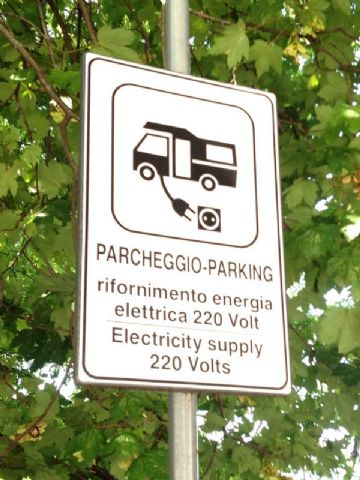 PARCHEGGIO-PARKING
rifornimento energia
elettrica 220 Volt
Electricity supply
220 Volts